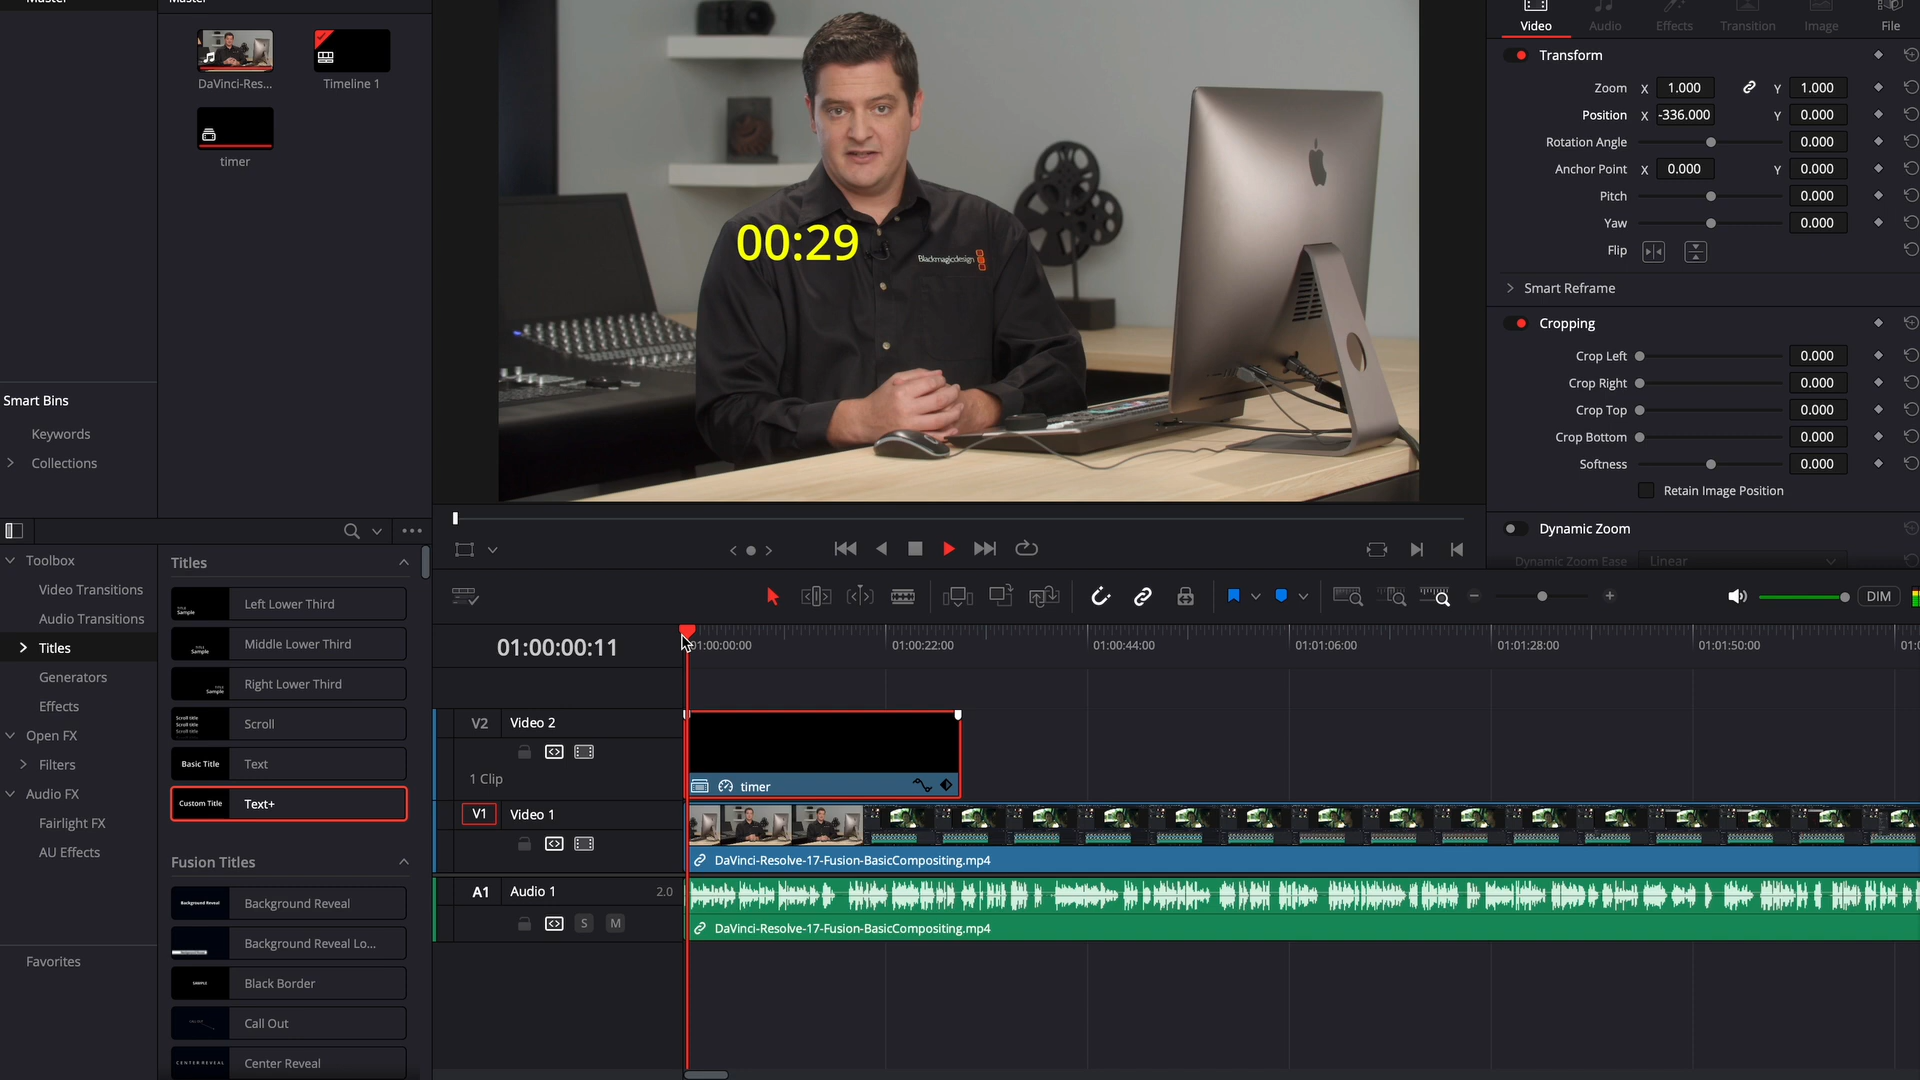 Master
Master
DaVinci-Res...
Timeline 1
timer
Smart Bins
Keywords
Collections
00:29
Blackmagicdesign
Video
Audio
Effects
Transition
Image
File
Transform
Zoom X 1.000 Y 1.000
Position X -336.000 Y 0.000
Rotation Angle 0.000
Anchor Point X 0.000 Y 0.000
Pitch 0.000
Yaw 0.000
Flip
Smart Reframe
Cropping
Crop Left 0.000
Crop Right 0.000
Crop Top 0.000
Crop Bottom 0.000
Softness 0.000
Retain Image Position
Dynamic Zoom
Dynamic Zoom Ease Linear
Toolbox
Video Transitions
Audio Transitions
Titles
Generators
Effects
Open FX
Filters
Audio FX
Fairlight FX
AU Effects
Favorites
Titles
Left Lower Third
Middle Lower Third
Right Lower Third
Scroll
Basic Title Text
Custom Title Text+
Fusion Titles
Background Reveal Background Reveal
Background Reveal Lo...
SAMPLE Black Border
CALL OUT Call Out
CENTER REVEAL Center Reveal
DIM
01:00:00:11
01:00:00:00
01:00:22:00
01:00:44:00
01:01:06:00
01:01:28:00
01:01:50:00
V2 Video 2
1 Clip
timer
V1 Video 1
DaVinci-Resolve-17-Fusion-BasicCompositing.mp4
A1 Audio 1 2.0
S M
DaVinci-Resolve-17-Fusion-BasicCompositing.mp4